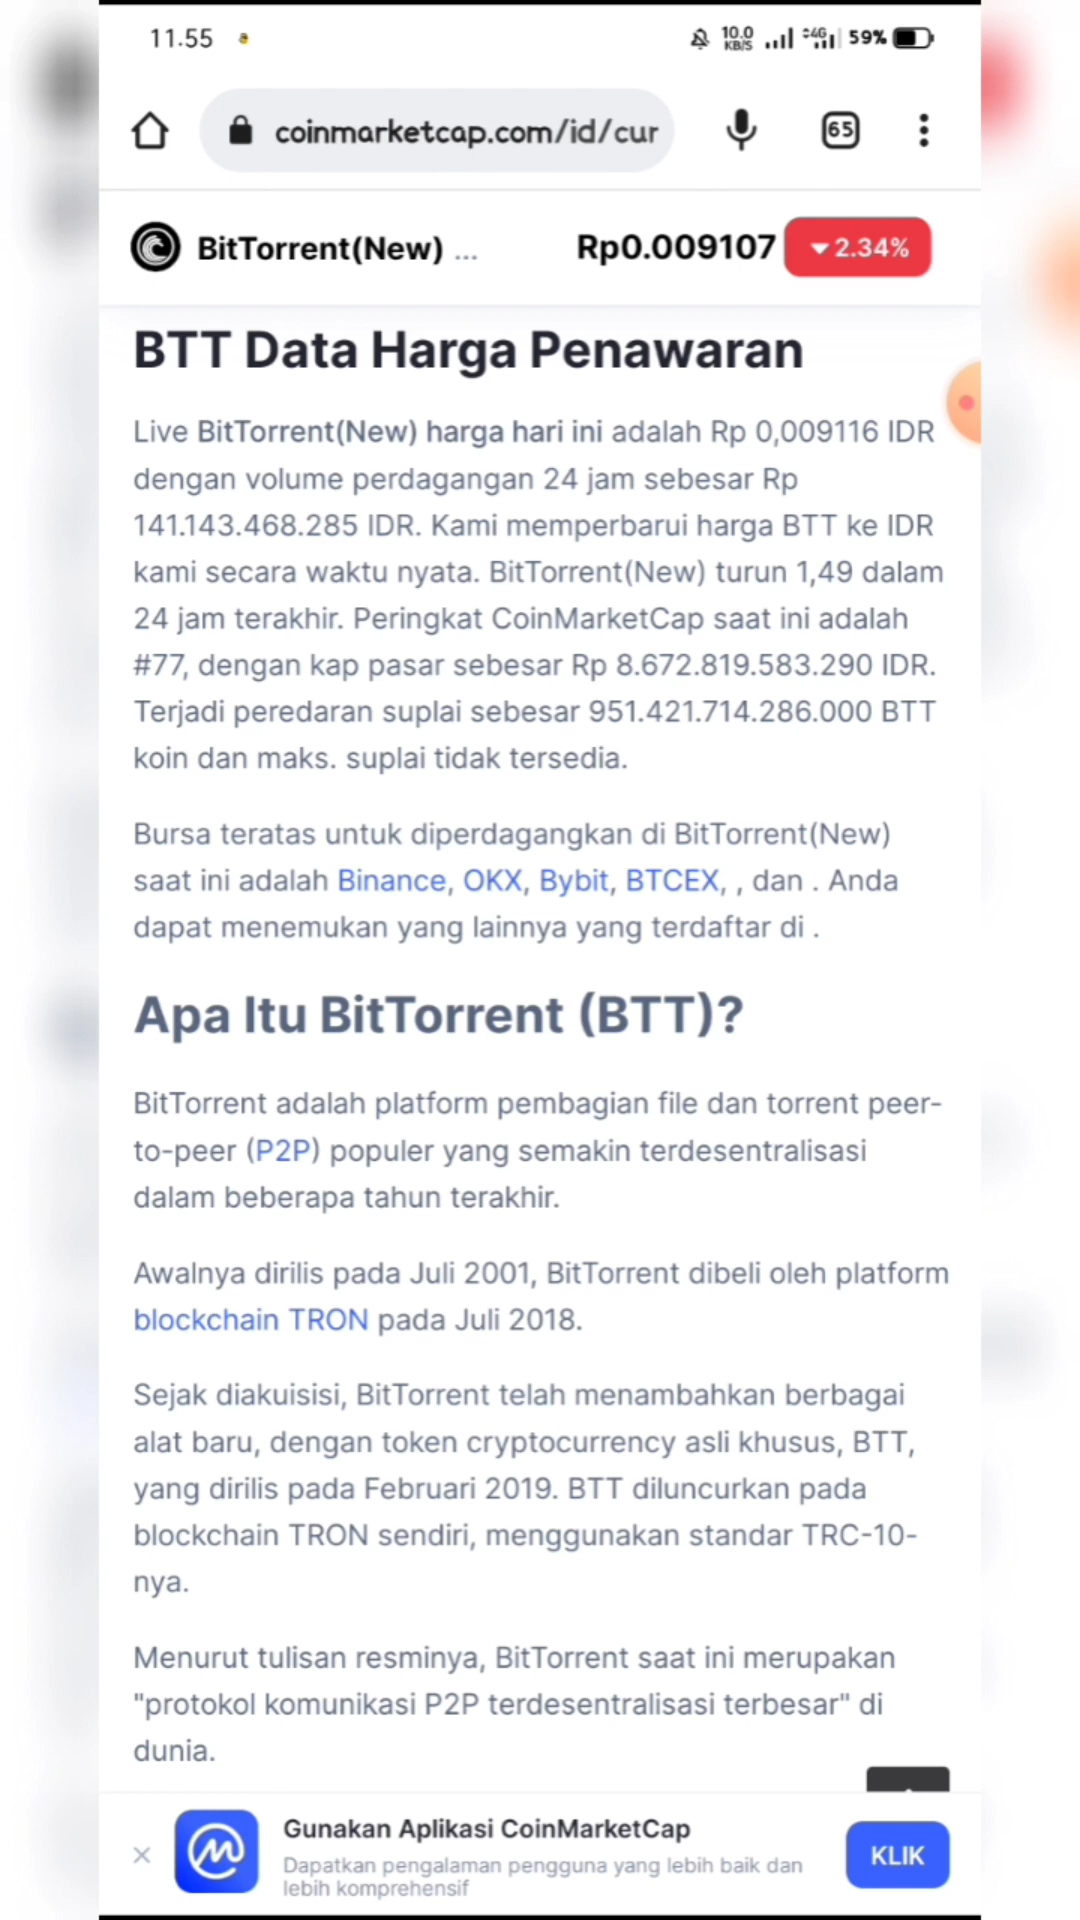 11.55
10.0
KB/S
4G
59%
coinmarketcap.com/id/cur
65
BitTorrent(New) ...
Rp0.009107
2.34%
BTT Data Harga Penawaran
Live BitTorrent(New) harga hari ini adalah Rp 0,009116 IDR
dengan volume perdagangan 24 jam sebesar Rp
141.143.468.285 IDR. Kami memperbarui harga BTT ke IDR
kami secara waktu nyata. BitTorrent(New) turun 1,49 dalam
24 jam terakhir. Peringkat CoinMarketCap saat ini adalah
#77, dengan kap pasar sebesar Rp 8.672.819.583.290 IDR.
Terjadi peredaran suplai sebesar 951.421.714.286.000 BTT
koin dan maks. suplai tidak tersedia.
Bursa teratas untuk diperdagangkan di BitTorrent(New)
saat ini adalah Binance, OKX, Bybit, BTCEX, , dan . Anda
dapat menemukan yang lainnya yang terdaftar di .
Apa Itu BitTorrent (BTT)?
BitTorrent adalah platform pembagian file dan torrent peer-
to-peer (P2P) populer yang semakin terdesentralisasi
dalam beberapa tahun terakhir.
Awalnya dirilis pada Juli 2001, BitTorrent dibeli oleh platform
blockchain TRON pada Juli 2018.
Sejak diakuisisi, BitTorrent telah menambahkan berbagai
alat baru, dengan token cryptocurrency asli khusus, BTT,
yang dirilis pada Februari 2019. BTT diluncurkan pada
blockchain TRON sendiri, menggunakan standar TRC-10-
nya.
Menurut tulisan resminya, BitTorrent saat ini merupakan
"protokol komunikasi P2P terdesentralisasi terbesar" di
dunia.
Gunakan Aplikasi CoinMarketCap
Dapatkan pengalaman pengguna yang lebih baik dan
lebih komprehensif
KLIK